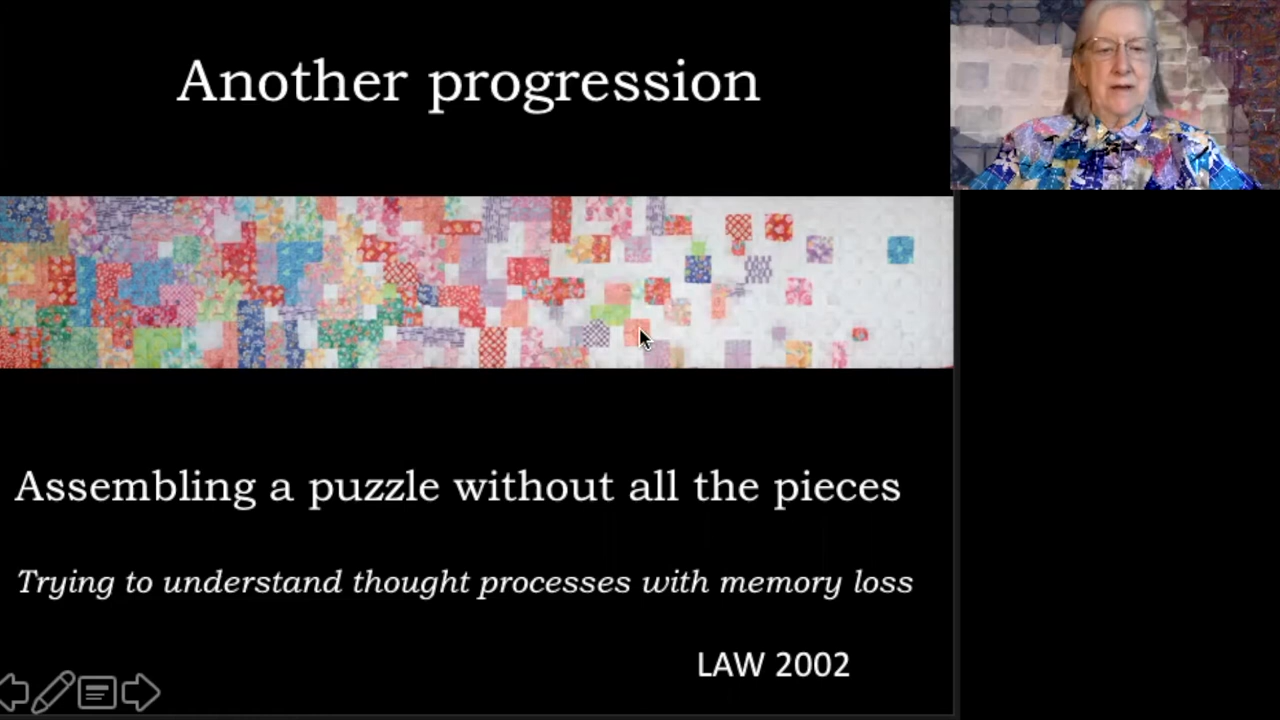 Another progression
Assembling a puzzle without all the pieces
Trying to understand thought processes with memory loss
LAW 2002